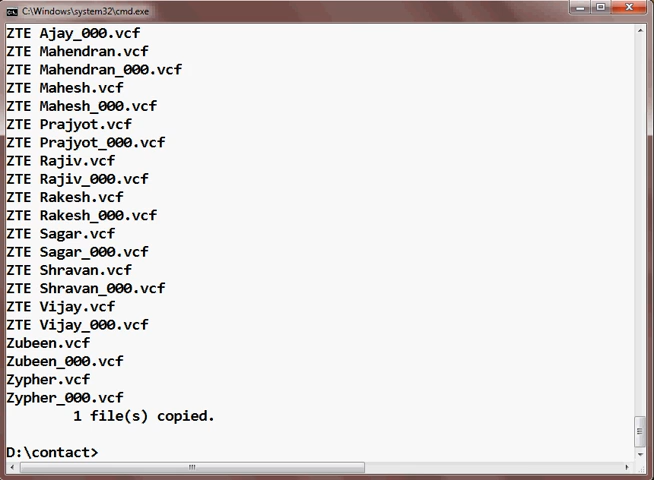 C:\Windows\system32\cmd.exe
ZTE Ajay_000.vcf
ZTE Mahendran.vcf
ZTE Mahendran_000.vcf
ZTE Mahesh.vcf
ZTE Mahesh_000.vcf
ZTE Prajyot.vcf
ZTE Prajyot_000.vcf
ZTE Rajiv.vcf
ZTE Rajiv_000.vcf
ZTE Rakesh.vcf
ZTE Rakesh_000.vcf
ZTE Sagar.vcf
ZTE Sagar_000.vcf
ZTE Shravan.vcf
ZTE Shravan_000.vcf
ZTE Vijay.vcf
ZTE Vijay_000.vcf
Zubeen.vcf
Zubeen_000.vcf
Zypher.vcf
Zypher_000.vcf
1 file(s) copied.
D:\contact>